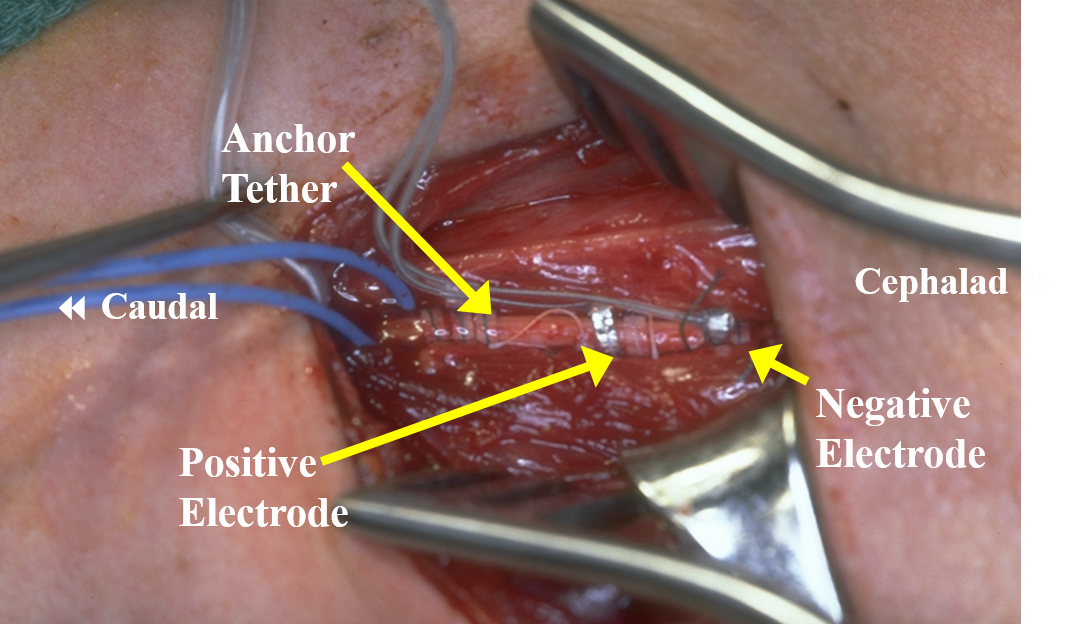 Anchor
Tether
Cephalad
Caudal
Negative
Electrode
Positive
Electrode